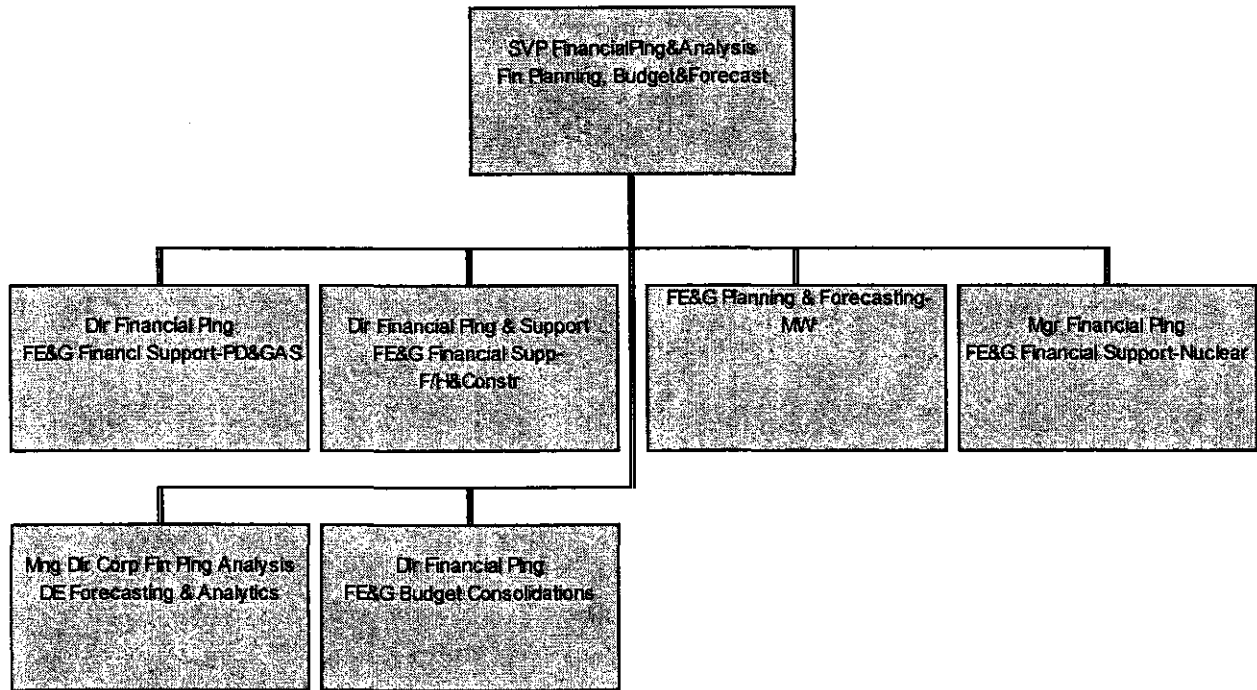 SVP FinancialPlng&Analysis
Fin Planning, Budget&Forecast
Dir Financial Plng
FE&G Financl Support-PD&GAS
Dir Financial Plng & Support
FE&G Financial Supp-
F/H&Constr
FE&G Planning & Forecasting-
MW
Mgr Financial Plng
FE&G Financial Support-Nuclear
Mng Dir Corp Fin Plng Analysis
DE Forecasting & Analytics
Dir Financial Plng
FE&G Budget Consolidations